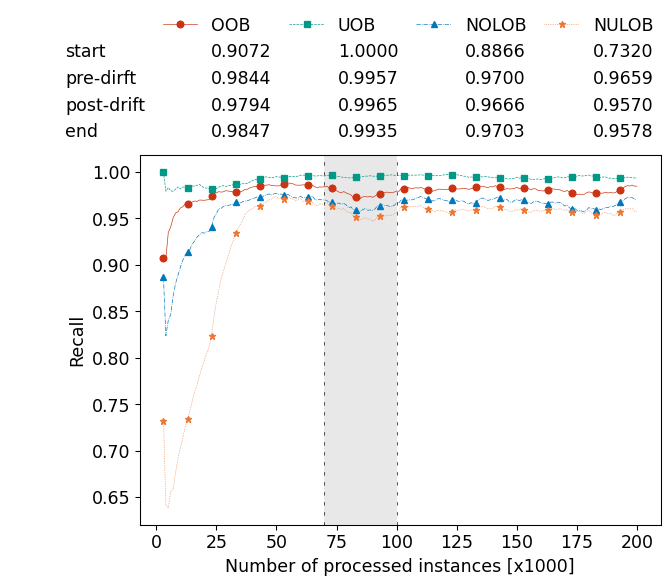 OOB UOB NOLOB NULOB
start 0.9072 1.0000 0.8866 0.7320
pre-dirft 0.9844 0.9957 0.9700 0.9659
post-drift 0.9794 0.9965 0.9666 0.9570
end 0.9847 0.9935 0.9703 0.9578
1.00
0.95
0.90
0.85
0.80
0.75
0.70
0.65
Recall
0 25 50 75 100 125 150 175 200
Number of processed instances [x1000]